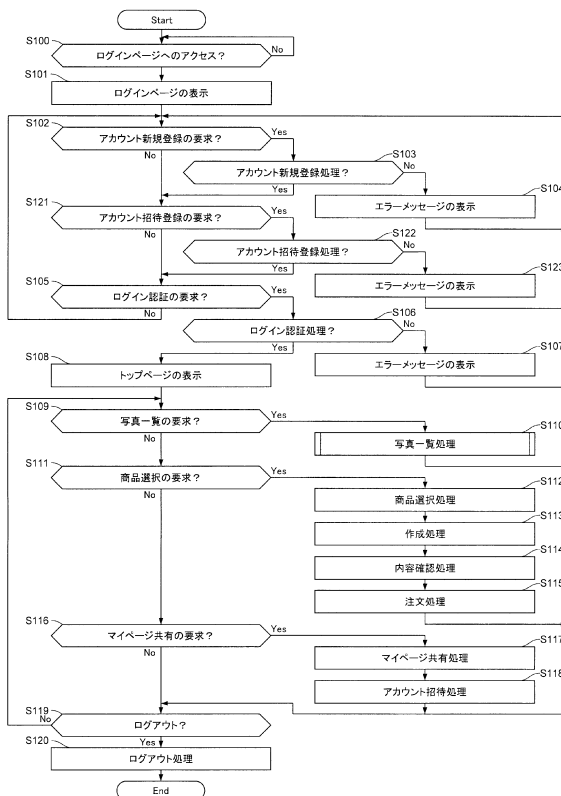 Start
S100
ログインページへのアクセス？
No
S101
ログインページの表示
S102
アカウント新規登録の要求？
Yes
No
S103
アカウント新規登録処理？
No
Yes
S104
エラーメッセージの表示
S121
アカウント招待登録の要求？
Yes
No
S122
アカウント招待登録処理？
No
Yes
S123
エラーメッセージの表示
S105
ログイン認証の要求？
Yes
No
S106
ログイン認証処理？
No
Yes
S107
エラーメッセージの表示
S108
トップページの表示
S109
写真一覧の要求？
Yes
No
S110
写真一覧処理
S111
商品選択の要求？
Yes
No
S112
商品選択処理
S113
作成処理
S114
内容確認処理
S115
注文処理
S116
マイページ共有の要求？
Yes
No
S117
マイページ共有処理
S118
アカウント招待処理
S119
No
ログアウト？
Yes
S120
ログアウト処理
End